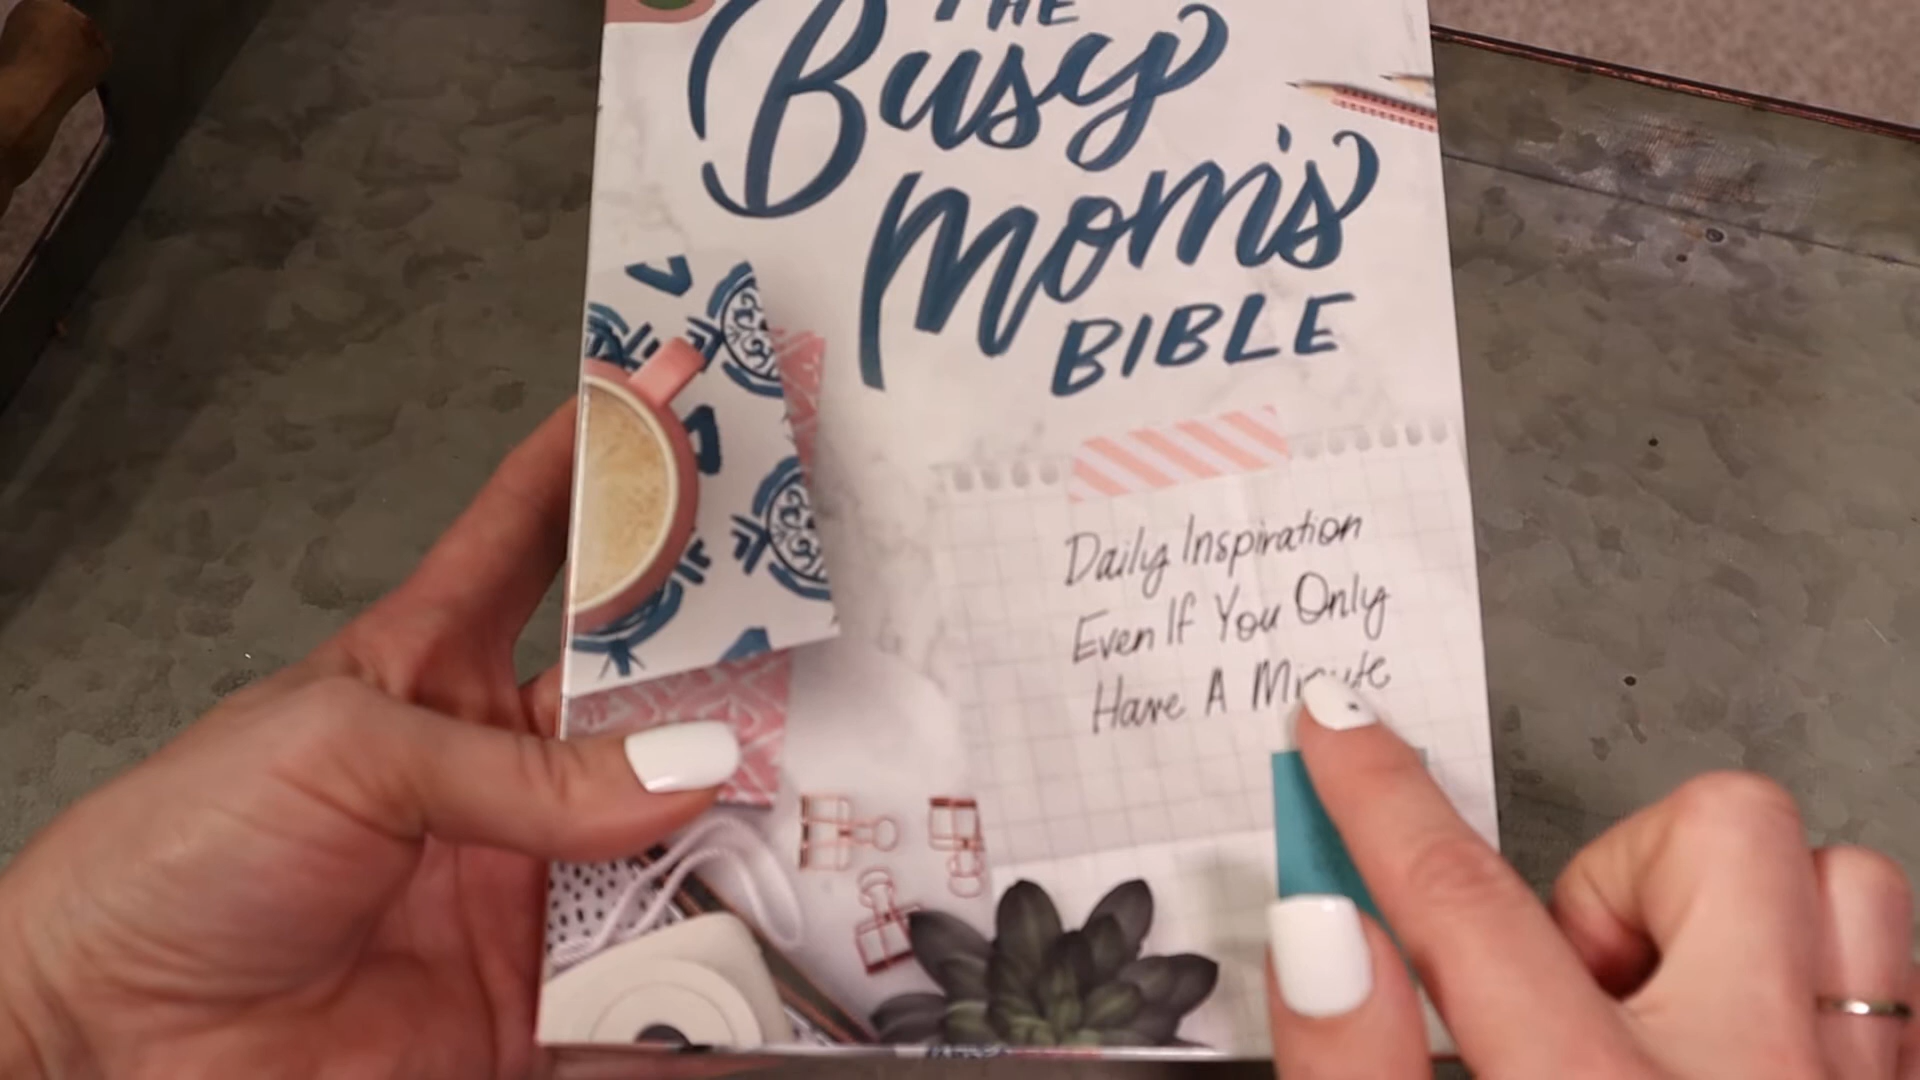 THE
Busy
Mom's
BIBLE
Daily Inspiration
Even If You Only
Have A Minute